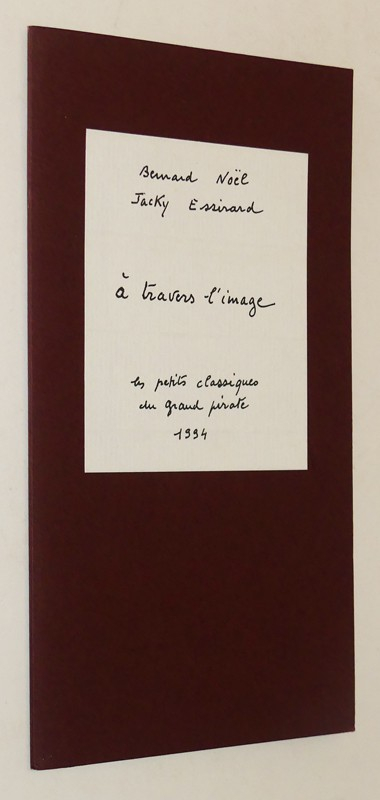 Bernard Noël
Jacky Essirard
à travers l'image
les petits classiques
du grand pirate
1994